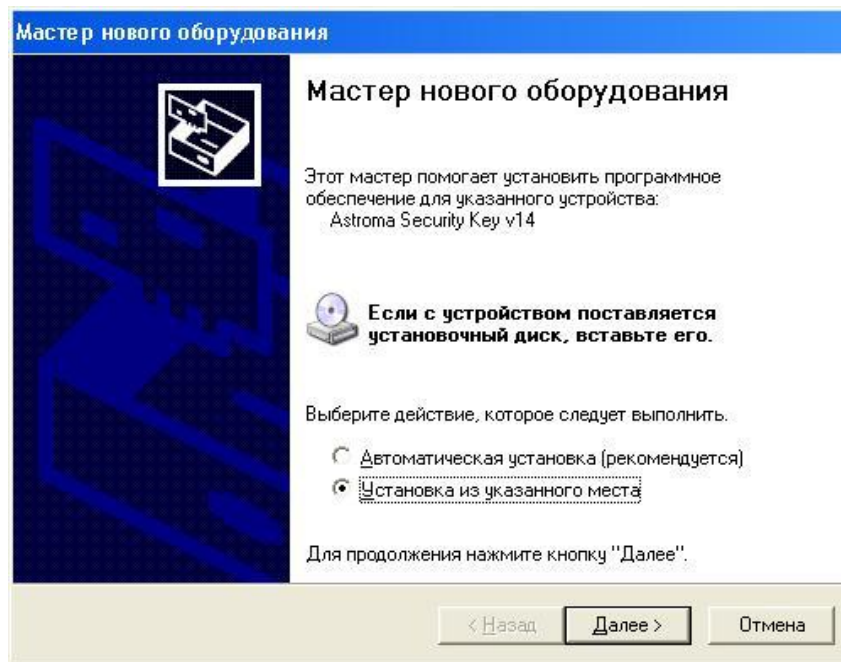 Мастер нового оборудования
Мастер нового оборудования
Этот мастер помогает установить программное
обеспечение для указанного устройства:
Astroma Security Key v14
Если с устройством поставляется
установочный диск, вставьте его.
Выберите действие, которое следует выполнить.
Автоматическая установка (рекомендуется)
Установка из указанного места
Для продолжения нажмите кнопку "Далее".
< Назад   Далее >   Отмена